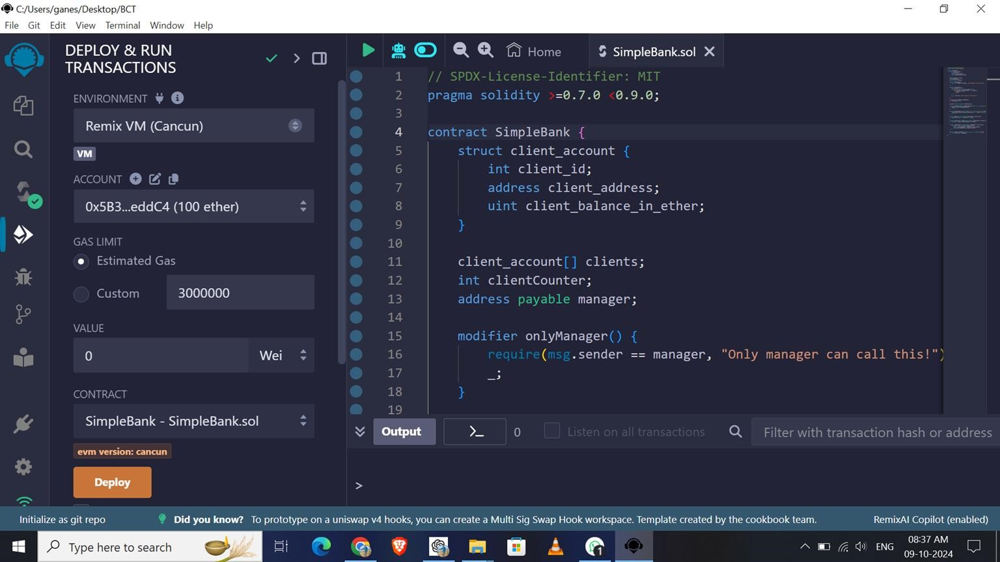 C:/Users/ganes/Desktop/BCT
File Git Edit View Terminal Window Help
DEPLOY & RUN
TRANSACTIONS
ENVIRONMENT
Remix VM (Cancun)
VM
ACCOUNT
0x5B3...eddC4 (100 ether)
GAS LIMIT
Estimated Gas
Custom 3000000
VALUE
0 Wei
CONTRACT
SimpleBank - SimpleBank.sol
evm version: cancun
Deploy
Home SimpleBank.sol
1 // SPDX-License-Identifier: MIT
2 pragma solidity >=0.7.0 <0.9.0;
3
4 contract SimpleBank {
5 struct client_account {
6 int client_id;
7 address client_address;
8 uint client_balance_in_ether;
9 }
10
11 client_account[] clients;
12 int clientCounter;
13 address payable manager;
14
15 modifier onlyManager() {
16 require(msg.sender == manager, "Only manager can call this!")
17 _;
18 }
19
Output >_ 0 Listen on all transactions Filter with transaction hash or address
>
Initialize as git repo Did you know? To prototype on a uniswap v4 hooks, you can create a Multi Sig Swap Hook workspace. Template created by the cookbook team. RemixAI Copilot (enabled)
Type here to search 1 ENG 08:37 AM
09-10-2024